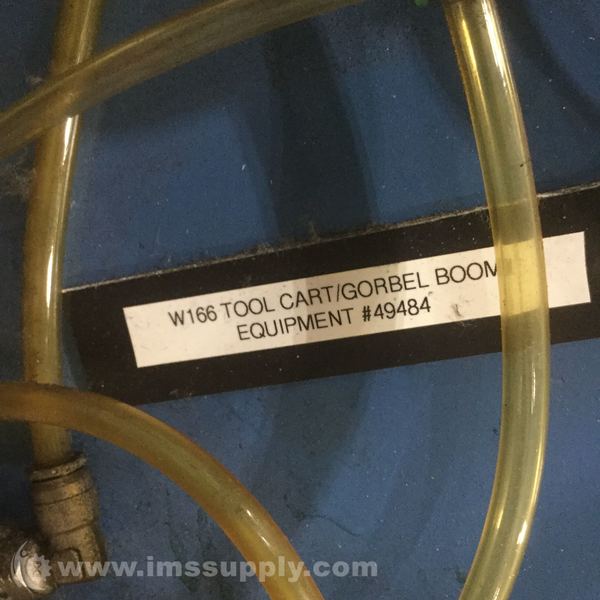 W166 TOOL CART/GORBEL BOOM
EQUIPMENT #49484
www.imssupply.com